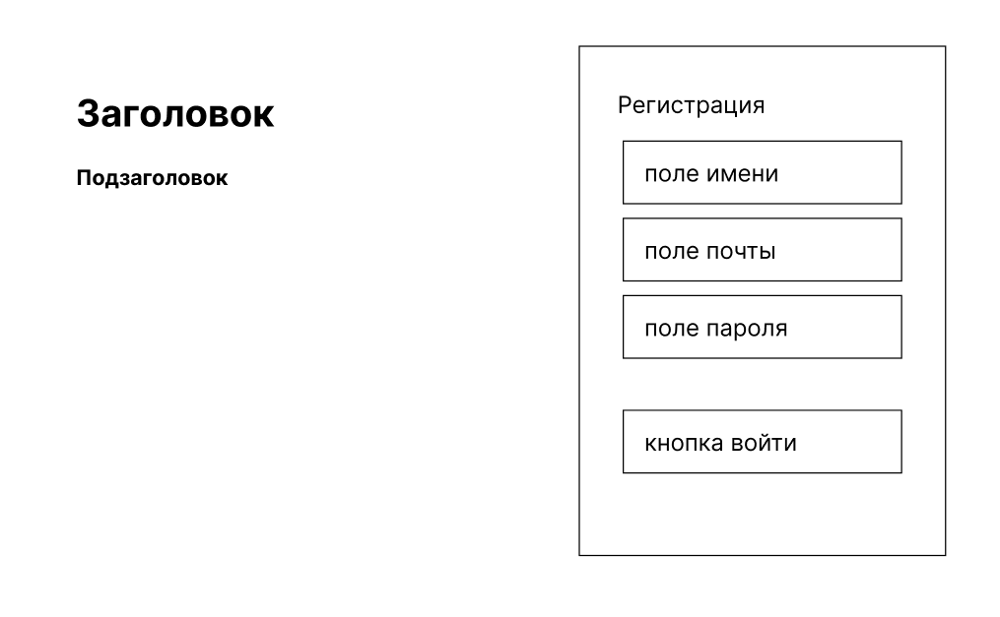 Заголовок
Подзаголовок
Регистрация
поле имени
поле почты
поле пароля
кнопка войти